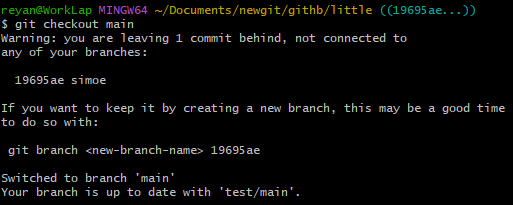 reyan@WorkLap MINGW64 ~/Documents/newgit/githb/little ((19695ae...))
$ git checkout main
Warning: you are leaving 1 commit behind, not connected to
any of your branches:
19695ae simoe
If you want to keep it by creating a new branch, this may be a good time
to do so with:
git branch <new-branch-name> 19695ae
Switched to branch 'main'
Your branch is up to date with 'test/main'.